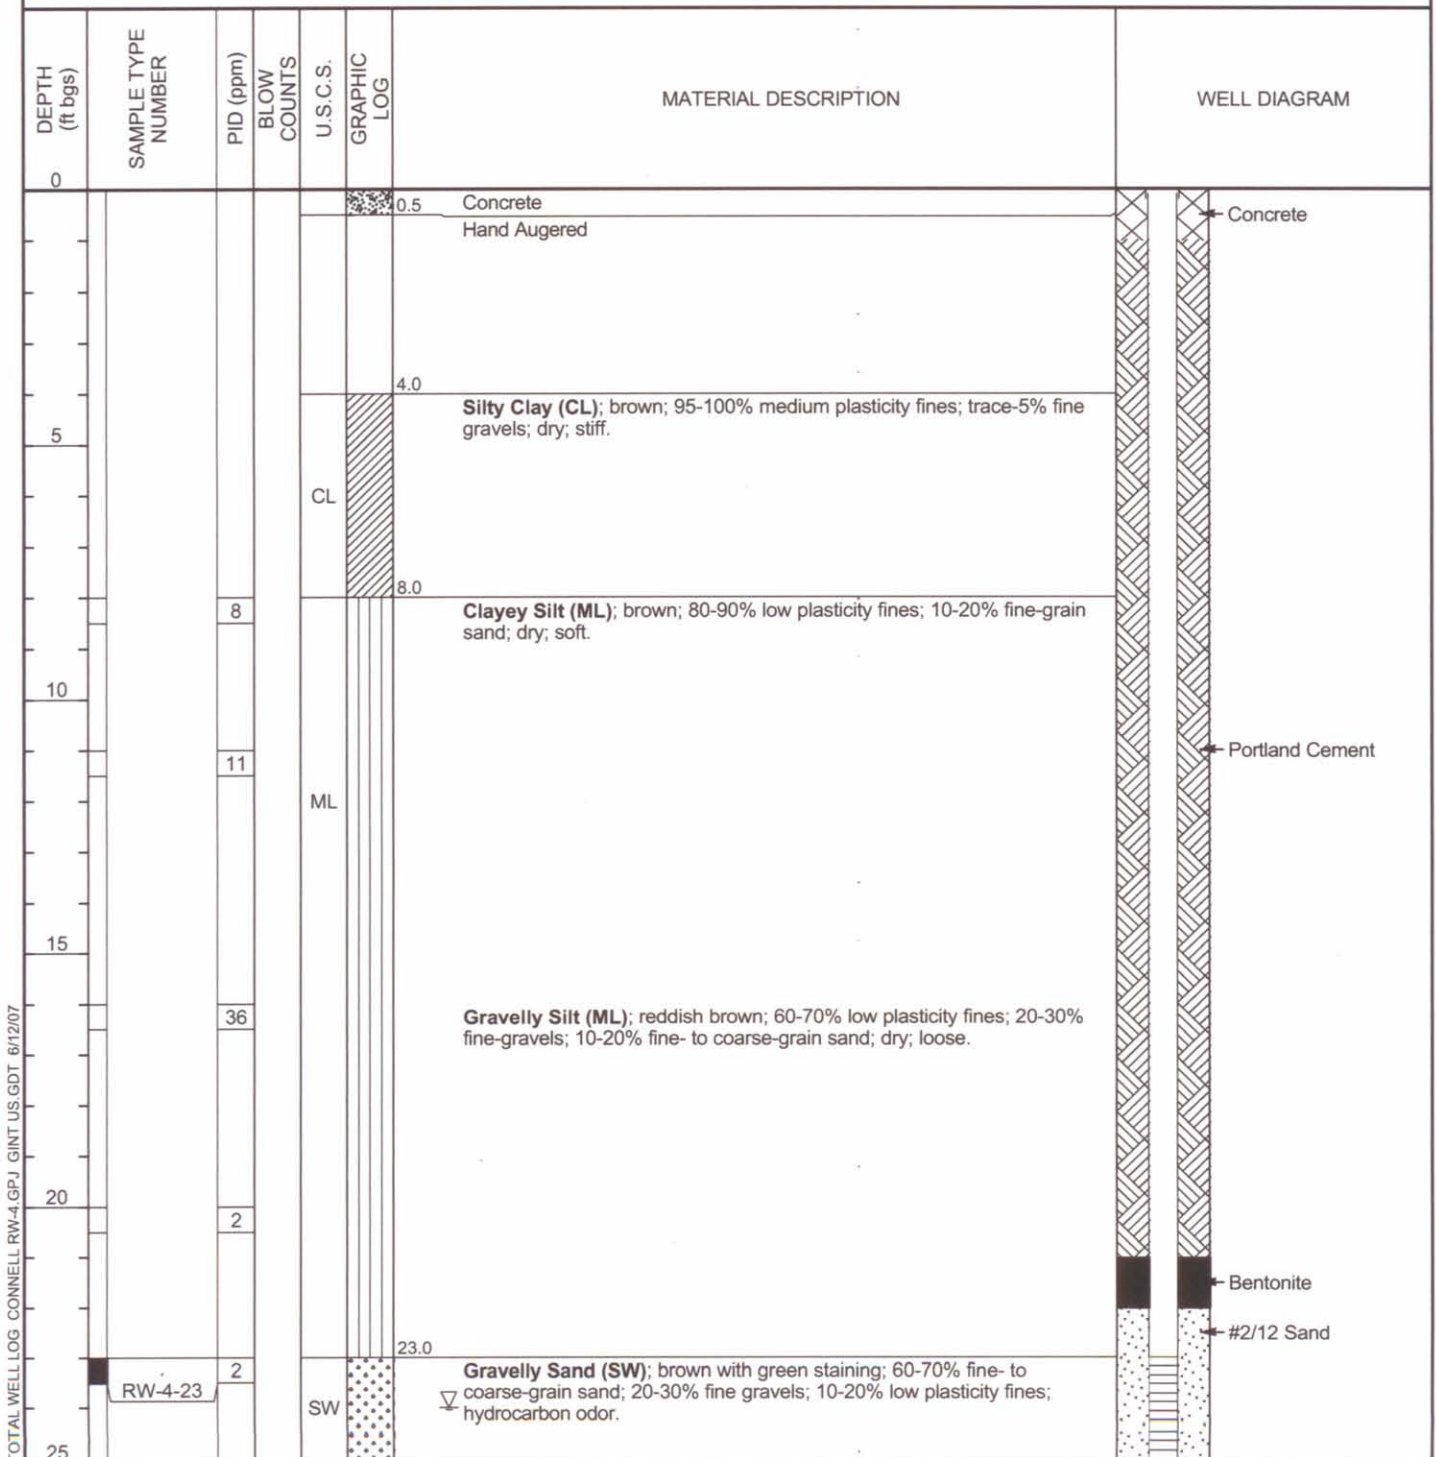 DEPTH
(ft bgs)
SAMPLE TYPE
NUMBER
PID (ppm)
BLOW
COUNTS
U.S.C.S.
GRAPHIC
LOG
MATERIAL DESCRIPTION
WELL DIAGRAM
0
0.5
Concrete
Concrete
Hand Augered
4.0
Silty Clay (CL); brown; 95-100% medium plasticity fines; trace-5% fine
gravels; dry; stiff.
5
CL
8.0
8
Clayey Silt (ML); brown; 80-90% low plasticity fines; 10-20% fine-grain
sand; dry; soft.
10
Portland Cement
11
ML
15
36
Gravelly Silt (ML); reddish brown; 60-70% low plasticity fines; 20-30%
fine-gravels; 10-20% fine- to coarse-grain sand; dry; loose.
20
2
Bentonite
#2/12 Sand
23.0
2
Gravelly Sand (SW); brown with green staining; 60-70% fine- to
RW-4-23
coarse-grain sand; 20-30% fine gravels; 10-20% low plasticity fines;
SW
hydrocarbon odor.
25
TOTAL WELL LOG CONNELL RW-4.GPJ GINT US.GDT 6/12/07